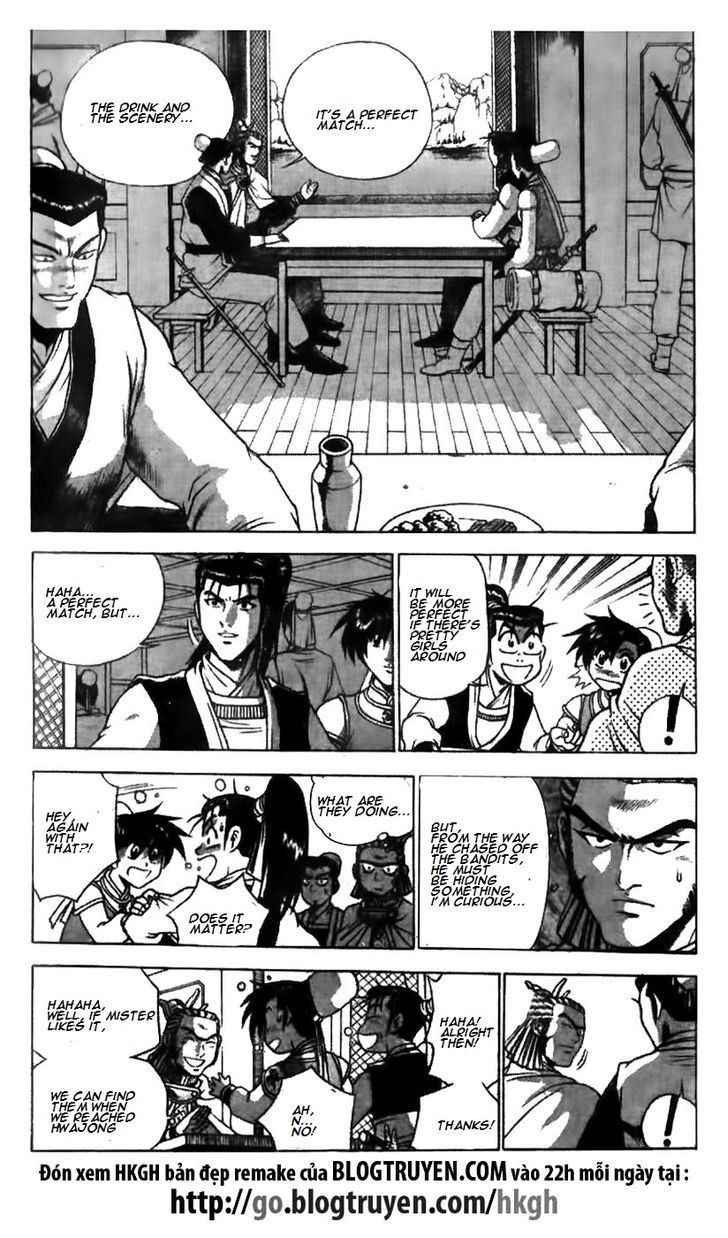 THE DRINK AND
THE SCENERY...
IT'S A PERFECT
MATCH...
HAHA...
A PERFECT
MATCH, BUT...
IT WILL
BE MORE
PERFECT
IF THERE'S
PRETTY
GIRLS
AROUND
!
HEY
AGAIN
WITH
THAT?!
DOES IT
MATTER?
WHAT ARE
THEY DOING...
BUT,
FROM THE WAY
HE CHASED OFF
THE BANDITS,
HE MUST
BE HIDING
SOMETHING,
I'M CURIOUS...
HAHAHA,
WELL, IF MISTER
LIKES IT,
WE CAN FIND
THEM WHEN
WE REACHED
HWAJONG
AH,
N...
NO!
HAHA!
ALRIGHT
THEN!
THANKS!
!
Đón xem HKGH bản đẹp remake của BLOGTRUYEN.COM vào 22h mỗi ngày tại :
http://go.blogtruyen.com/hkgh